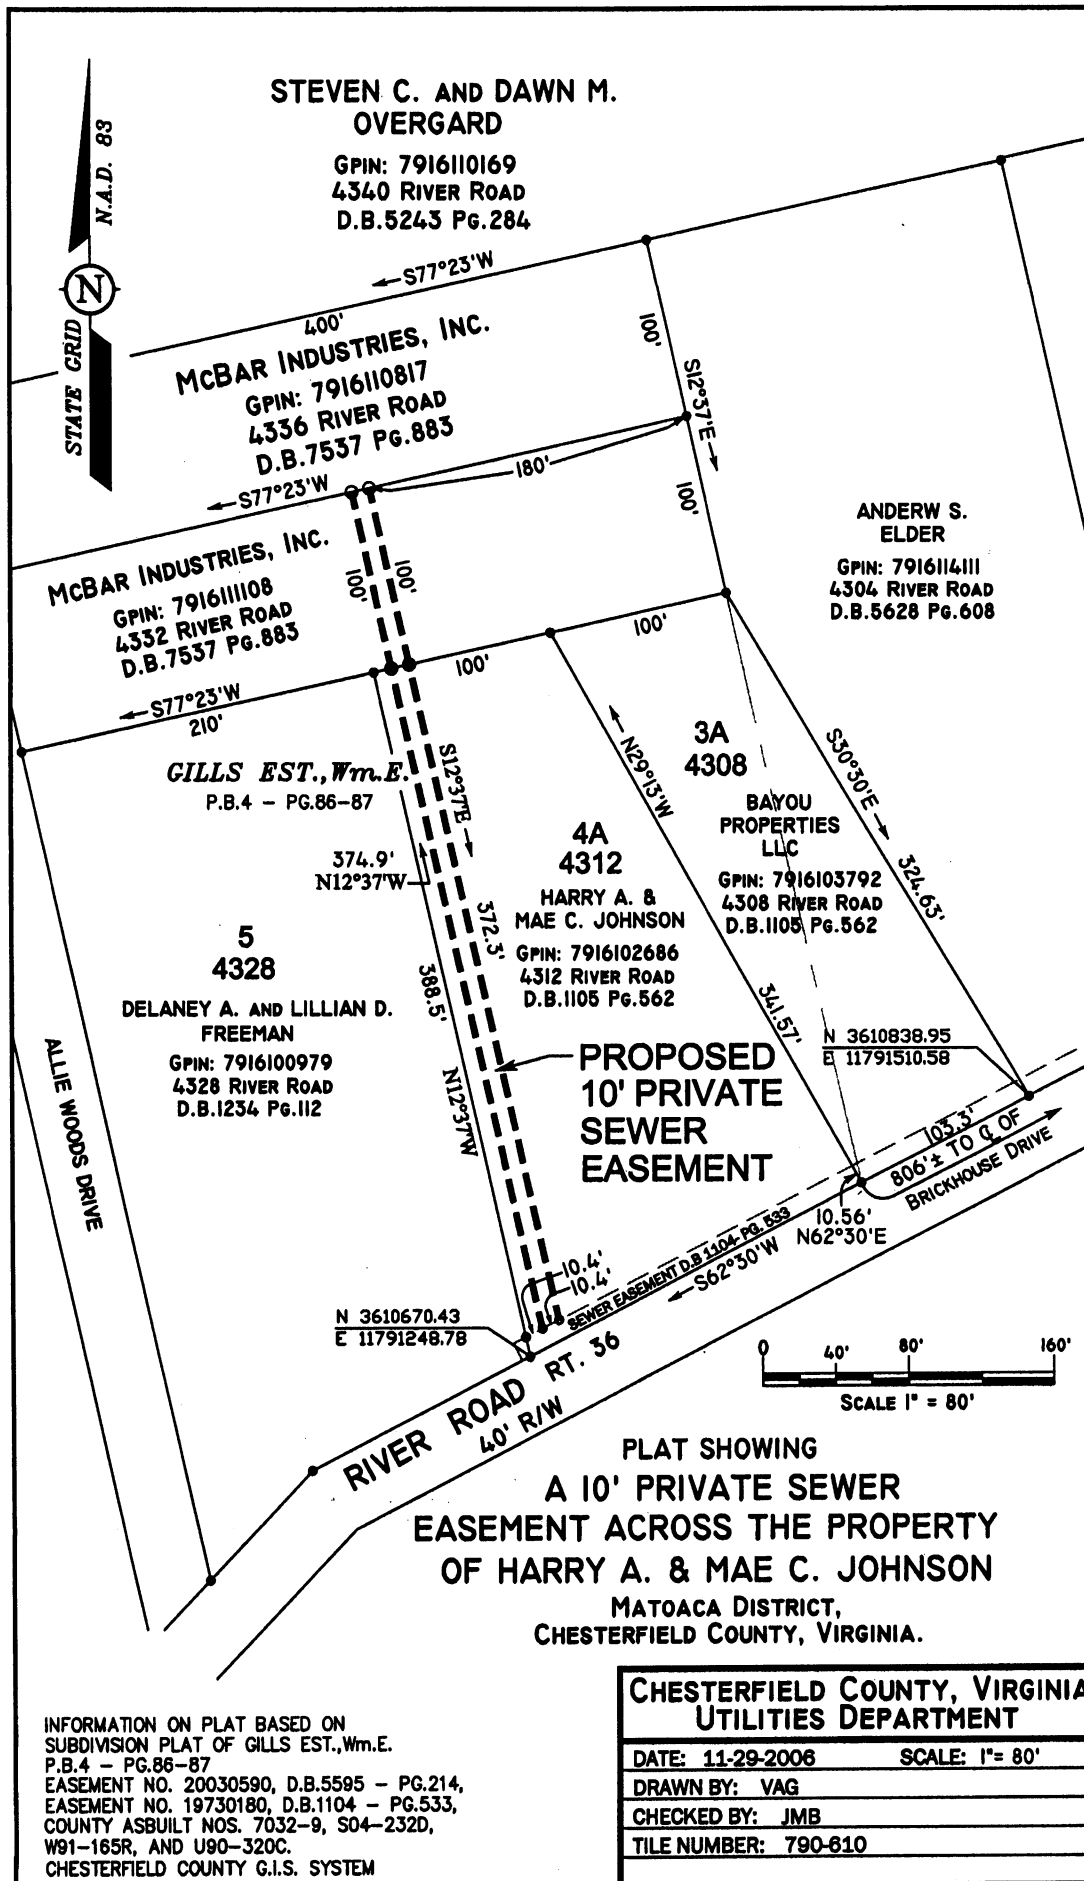 STEVEN C. AND DAWN M.
OVERGARD
GPIN: 7916110169
4340 RIVER ROAD
D.B.5243 PG.284
N.A.D. 83
N
STATE GRID
S77°23'W
400'
MCBAR INDUSTRIES, INC.
GPIN: 7916110817
4336 RIVER ROAD
D.B.7537 PG.883
100'
S12°37'E
180'
S77°23'W
100'
MCBAR INDUSTRIES, INC.
GPIN: 7916111108
4332 RIVER ROAD
D.B.7537 PG.883
100'
100'
ANDERW S.
ELDER
GPIN: 7916114111
4304 RIVER ROAD
D.B.5628 PG.608
100'
100'
S77°23'W
210'
GILLS EST.,Wm.E.
P.B.4 - PG.86-87
S12°37'E
N29°13'W
3A
4308
BAYOU
PROPERTIES
LLC
GPIN: 7916103792
4308 RIVER ROAD
D.B.1105 PG.562
S30°30'E
324.63'
374.9'
N12°37'W
4A
4312
HARRY A. &
MAE C. JOHNSON
GPIN: 7916102686
4312 RIVER ROAD
D.B.1105 PG.562
372.3'
388.5'
N12°37'W
341.57'
5
4328
DELANEY A. AND LILLIAN D.
FREEMAN
GPIN: 7916100979
4328 RIVER ROAD
D.B.1234 PG.112
ALLIE WOODS DRIVE
PROPOSED
10' PRIVATE
SEWER
EASEMENT
N 3610838.95
E 11791510.58
103.3'
806'± TO ℄ OF
BRICKHOUSE DRIVE
10.56'
N62°30'E
SEWER EASEMENT D.B 1104-PG. 533
S62°30'W
10.4'
10.4'
N 3610670.43
E 11791248.78
RIVER ROAD RT. 36
40' R/W
0 40' 80' 160'
SCALE 1" = 80'
PLAT SHOWING
A 10' PRIVATE SEWER
EASEMENT ACROSS THE PROPERTY
OF HARRY A. & MAE C. JOHNSON
MATOACA DISTRICT,
CHESTERFIELD COUNTY, VIRGINIA.
INFORMATION ON PLAT BASED ON
SUBDIVISION PLAT OF GILLS EST.,Wm.E.
P.B.4 - PG.86-87
EASEMENT NO. 20030590, D.B.5595 - PG.214,
EASEMENT NO. 19730180, D.B.1104 - PG.533,
COUNTY ASBUILT NOS. 7032-9, S04-232D,
W91-165R, AND U90-320C.
CHESTERFIELD COUNTY G.I.S. SYSTEM
CHESTERFIELD COUNTY, VIRGINIA
UTILITIES DEPARTMENT
DATE: 11-29-2006 SCALE: 1"= 80'
DRAWN BY: VAG
CHECKED BY: JMB
TILE NUMBER: 790-610